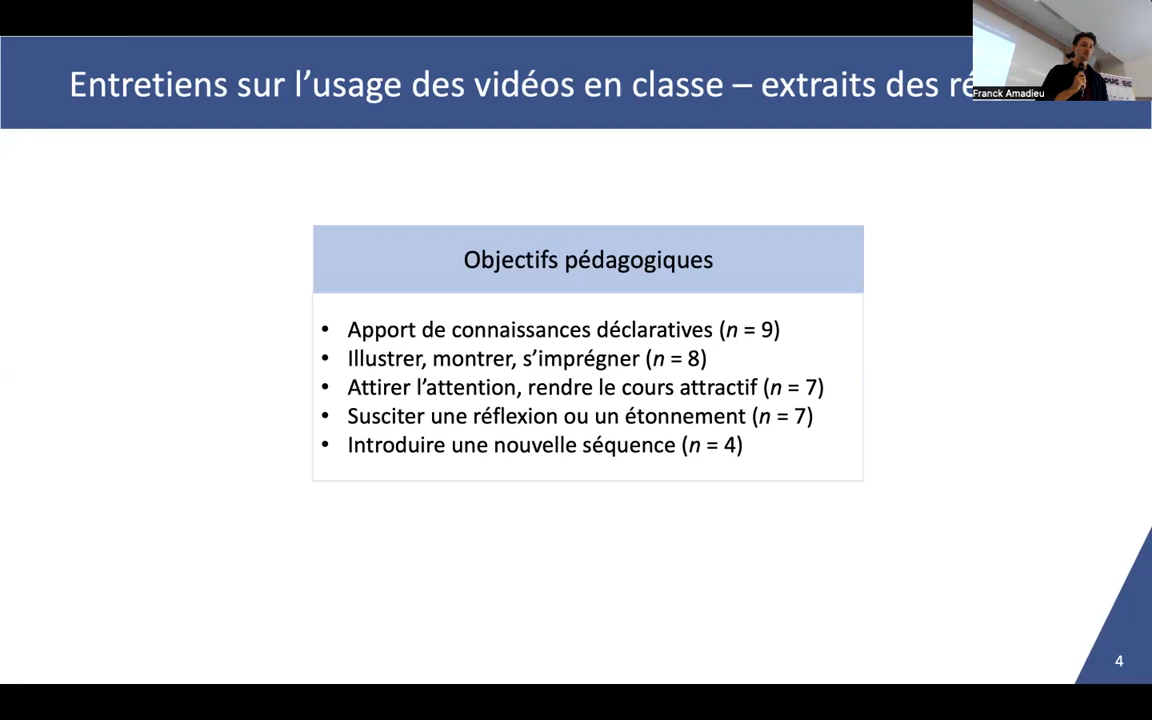 Entretiens sur l’usage des vidéos en classe – extraits des
Franck Amadieu
Objectifs pédagogiques
• Apport de connaissances déclaratives (n = 9)
• Illustrer, montrer, s’imprégner (n = 8)
• Attirer l’attention, rendre le cours attractif (n = 7)
• Susciter une réflexion ou un étonnement (n = 7)
• Introduire une nouvelle séquence (n = 4)
4